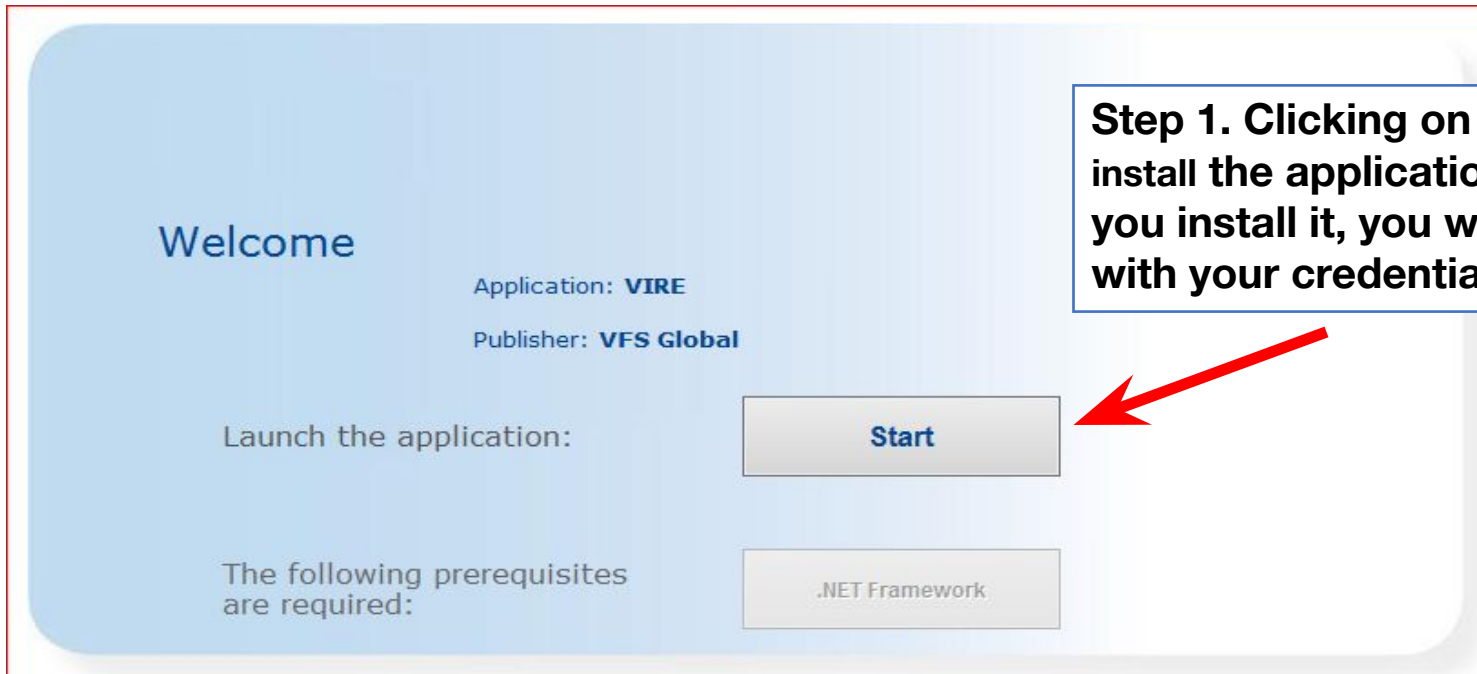 Step 1. Clicking on
install the applicatio
you install it, you w
with your credentia
Welcome
Application: VIRE
Publisher: VFS Global
Launch the application:
Start
The following prerequisites
are required:
.NET Framework